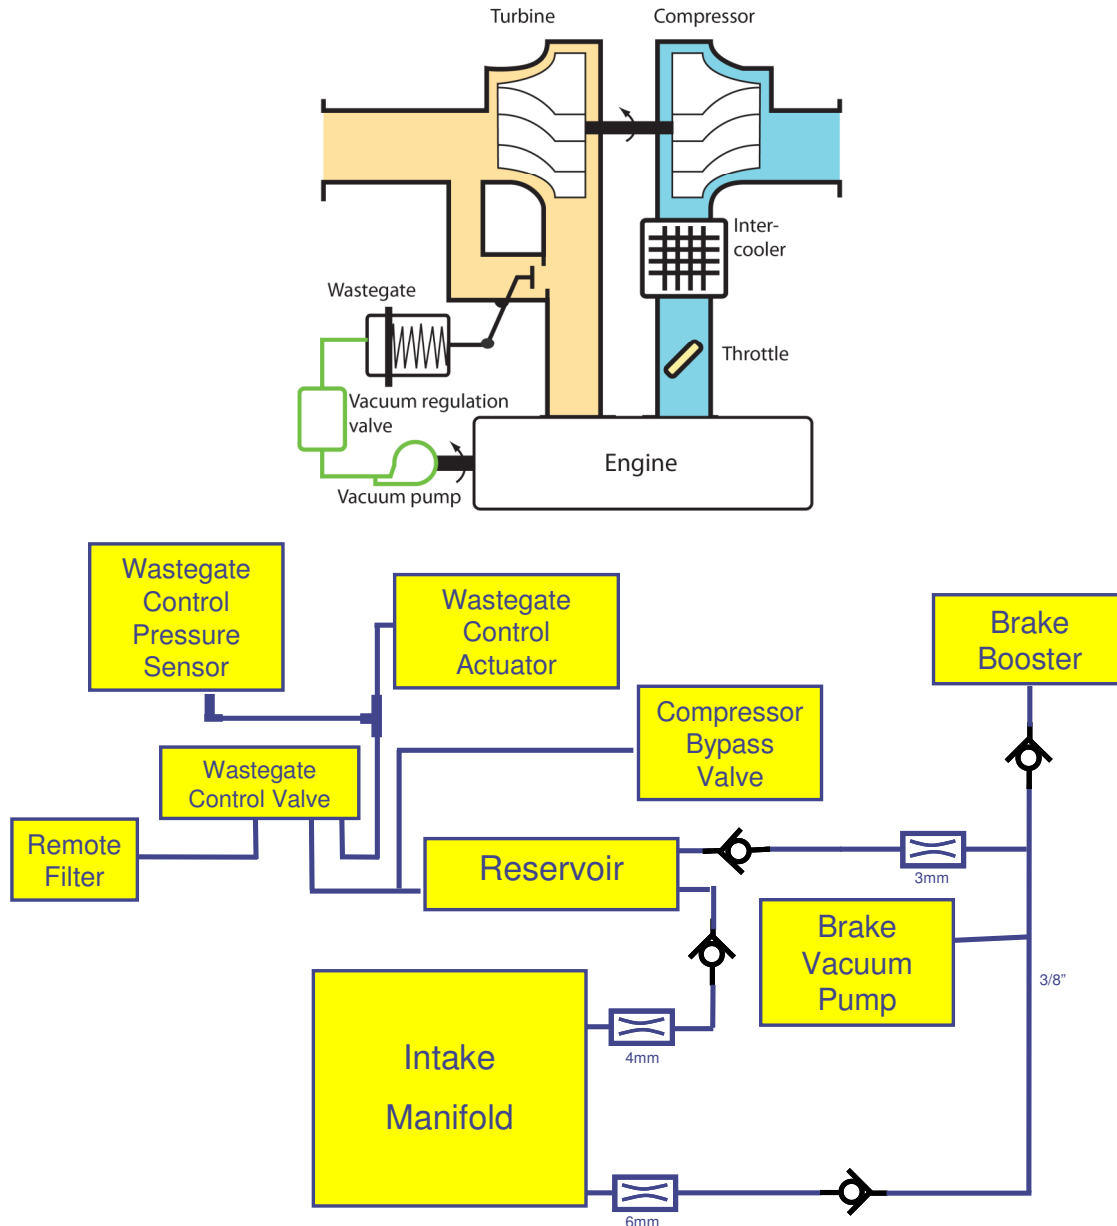 Turbine
Compressor
Inter-
cooler
Wastegate
Throttle
Vacuum regulation
valve
Engine
Vacuum pump
Wastegate
Control
Pressure
Sensor
Wastegate
Control
Actuator
Brake
Booster
Compressor
Bypass
Valve
Wastegate
Control Valve
Remote
Filter
Reservoir
3mm
Brake
Vacuum
Pump
3/8"
Intake
Manifold
4mm
6mm